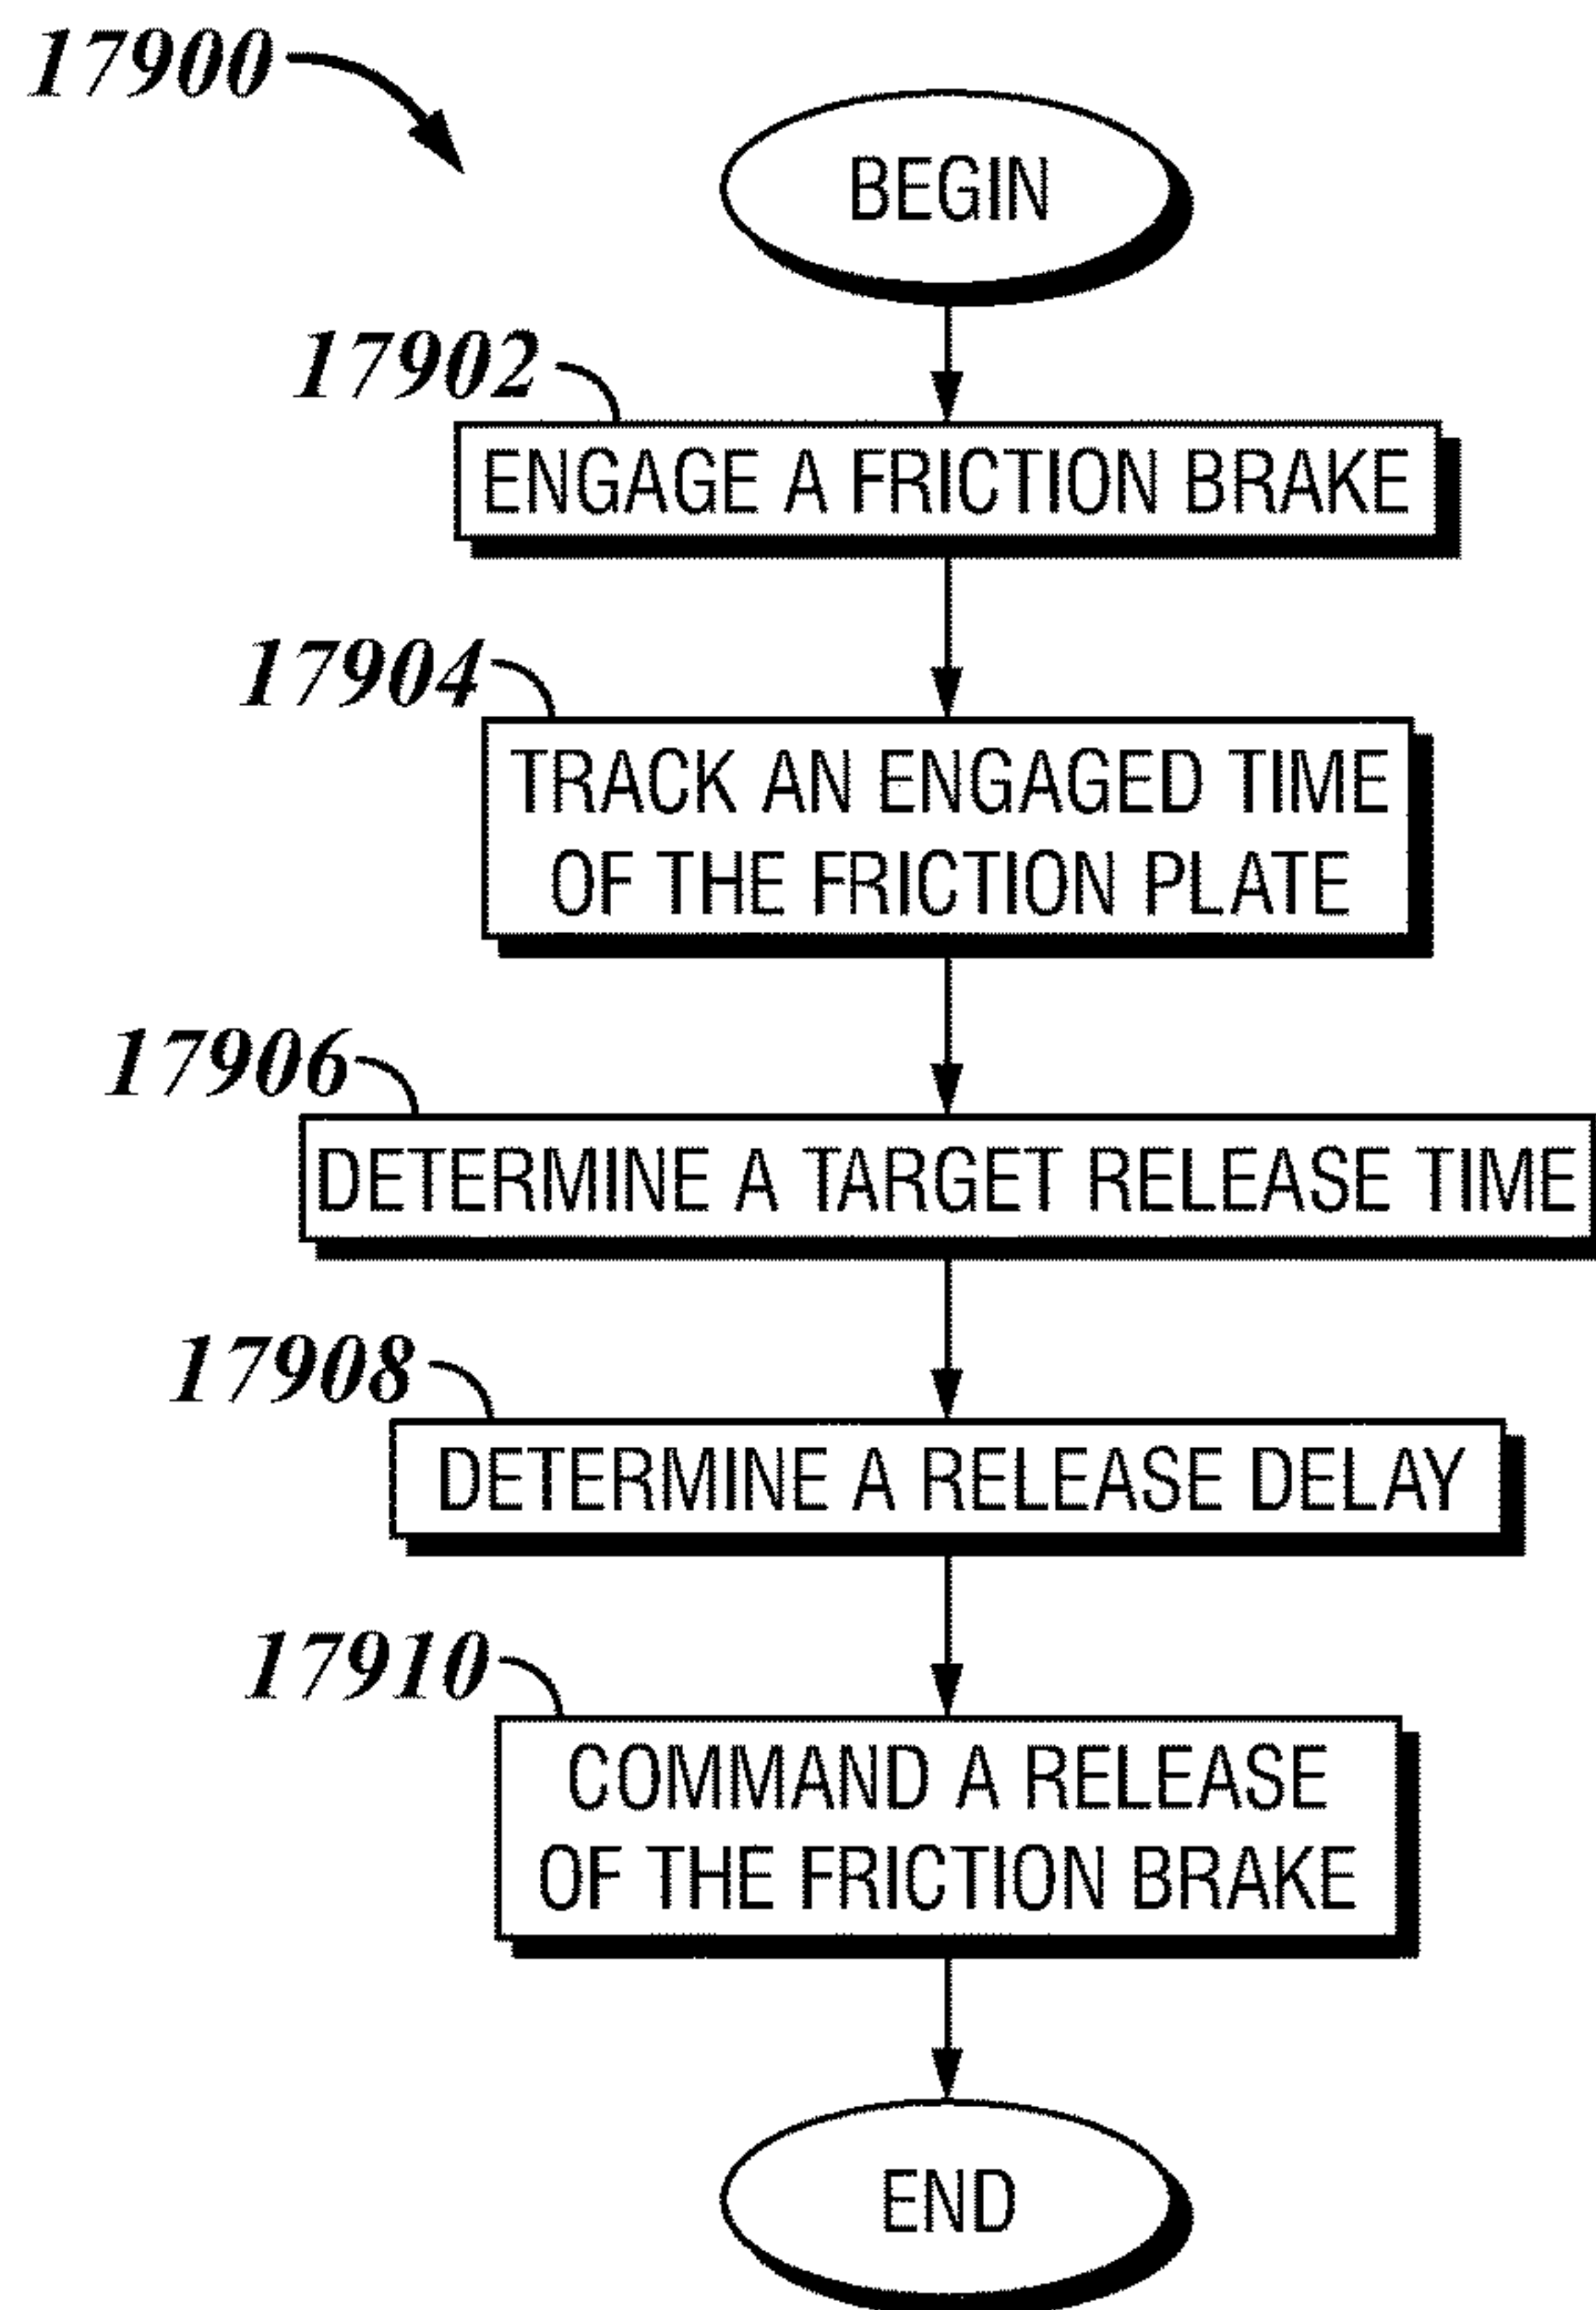 17900
BEGIN
17902
ENGAGE A FRICTION BRAKE
17904
TRACK AN ENGAGED TIME
OF THE FRICTION PLATE
17906
DETERMINE A TARGET RELEASE TIME
17908
DETERMINE A RELEASE DELAY
17910
COMMAND A RELEASE
OF THE FRICTION BRAKE
END